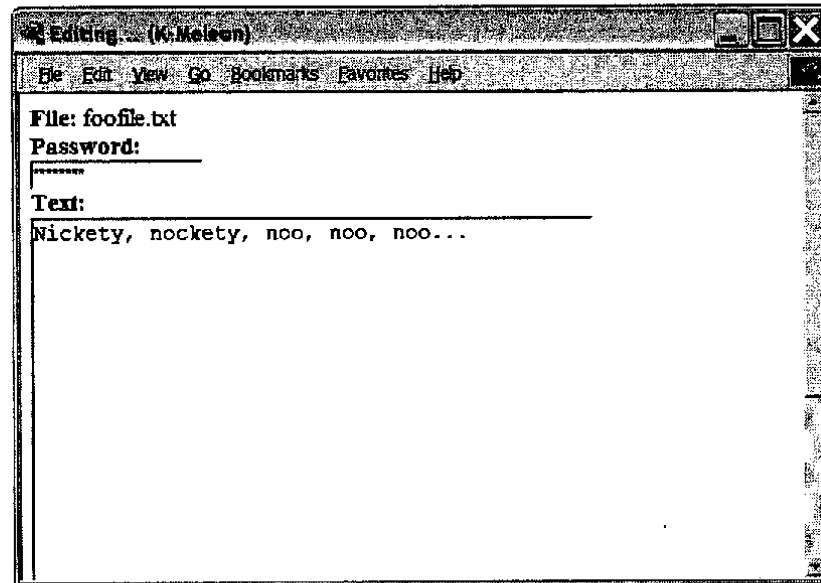 Editing... (K-Meleon)
File Edit View Go Bookmarks Favorites Help
File: foofile.txt
Password:
********
Text:
Nickety, nockety, noo, noo, noo...